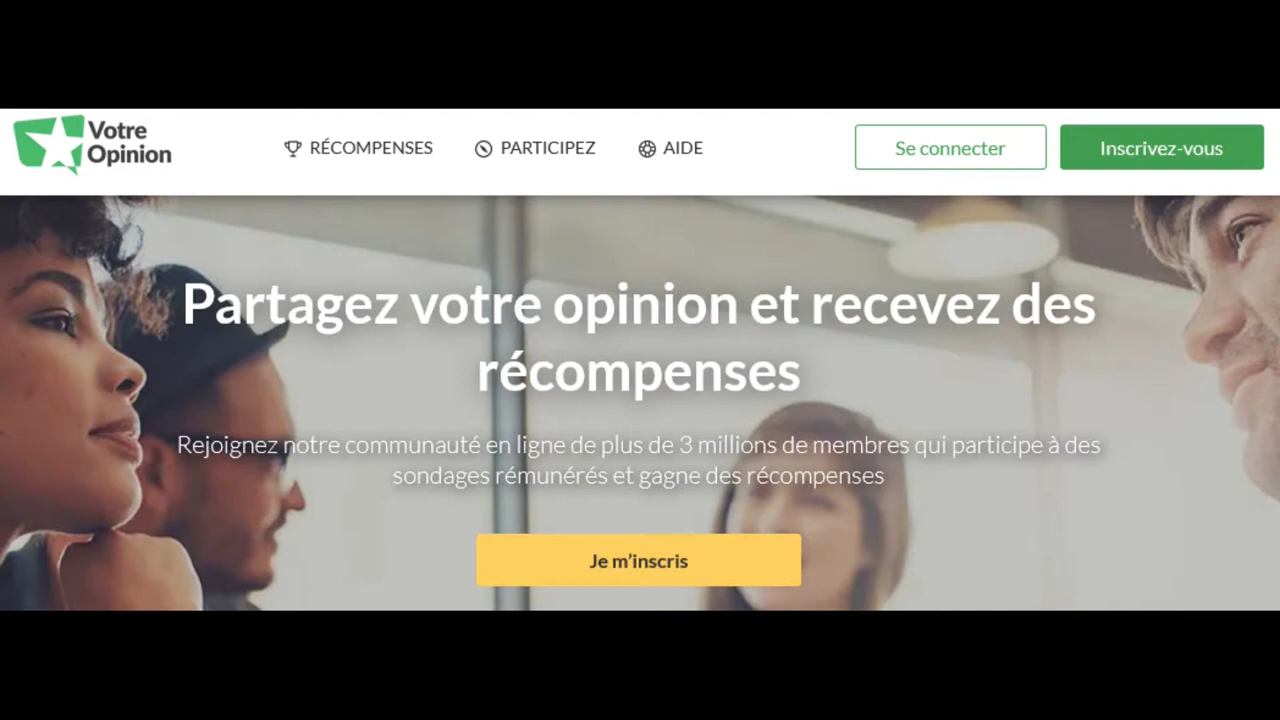 Votre
Opinion
RÉCOMPENSES
PARTICIPEZ
AIDE
Se connecter
Inscrivez-vous
Partagez votre opinion et recevez des
récompenses
Rejoignez notre communauté en ligne de plus de 3 millions de membres qui participe à des
sondages rémunérés et gagne des récompenses
Je m’inscris